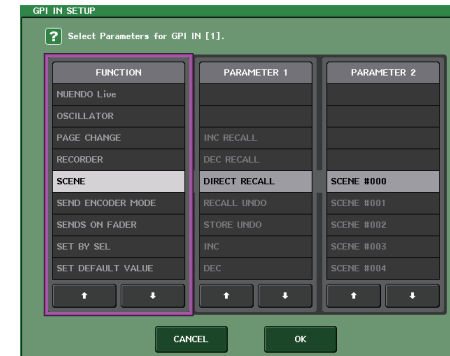 GPI IN SETUP
? Select Parameters for GPI IN [1].
FUNCTION PARAMETER 1 PARAMETER 2
NUENDO Live
OSCILLATOR
PAGE CHANGE INC RECALL
RECORDER DEC RECALL
SCENE DIRECT RECALL SCENE #000
SEND ENCODER MODE RECALL UNDO SCENE #001
SENDS ON FADER STORE UNDO SCENE #002
SET BY SEL INC SCENE #003
SET DEFAULT VALUE DEC SCENE #004
CANCEL OK